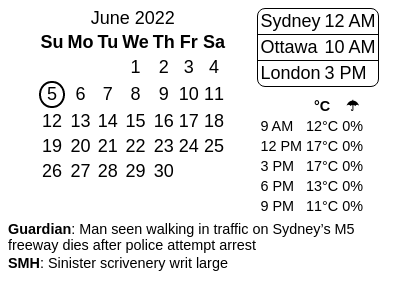 June 2022
Su Mo Tu We Th Fr Sa
1 2 3 4
5 6 7 8 9 10 11
12 13 14 15 16 17 18
19 20 21 22 23 24 25
26 27 28 29 30
Sydney 12 AM
Ottawa 10 AM
London 3 PM
°C ☂
9 AM 12°C 0%
12 PM 17°C 0%
3 PM 17°C 0%
6 PM 13°C 0%
9 PM 11°C 0%
Guardian: Man seen walking in traffic on Sydney’s M5
freeway dies after police attempt arrest
SMH: Sinister scrivenery writ large